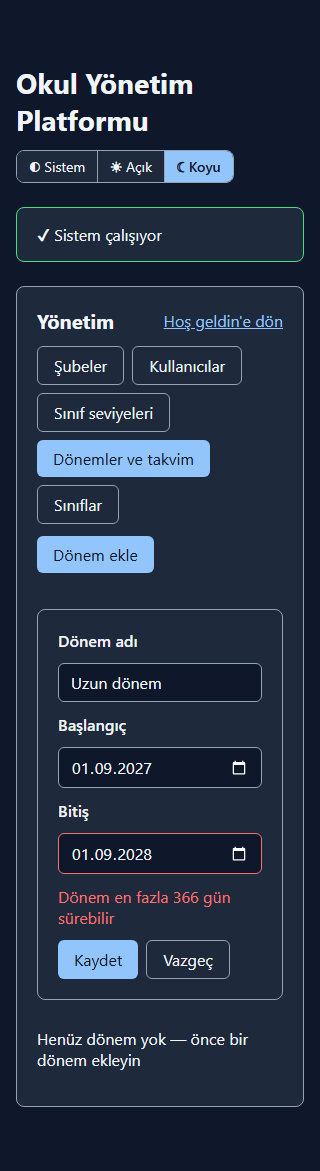 Okul Yönetim
Platformu
Sistem
Açık
Koyu
✓ Sistem çalışıyor
Yönetim
Hoş geldin'e dön
Şubeler
Kullanıcılar
Sınıf seviyeleri
Dönemler ve takvim
Sınıflar
Dönem ekle
Dönem adı
Uzun dönem
Başlangıç
01.09.2027
Bitiş
01.09.2028
Dönem en fazla 366 gün
sürebilir
Kaydet
Vazgeç
Henüz dönem yok — önce bir
dönem ekleyin